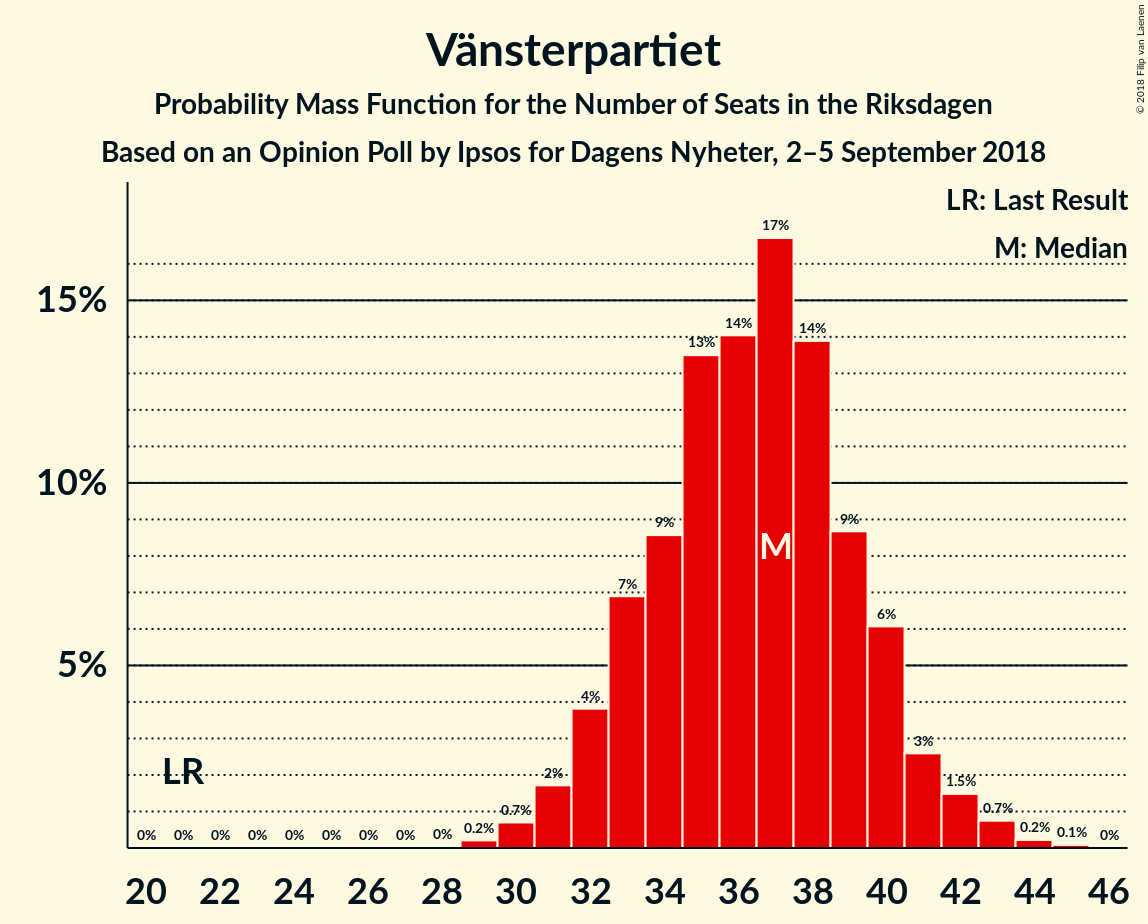 Vänsterpartiet
Probability Mass Function for the Number of Seats in the Riksdagen
Based on an Opinion Poll by Ipsos for Dagens Nyheter, 2–5 September 2018
© 2018 Filip van Laenen
LR: Last Result
M: Median
15%
10%
5%
0% 0% 0% 0% 0% 0% 0% 0% 0% 0.2% 0.7% 2% 4% 7% 9% 13% 14% 17% 14% 9% 6% 3% 1.5% 0.7% 0.2% 0.1% 0%
LR
M
20 22 24 26 28 30 32 34 36 38 40 42 44 46